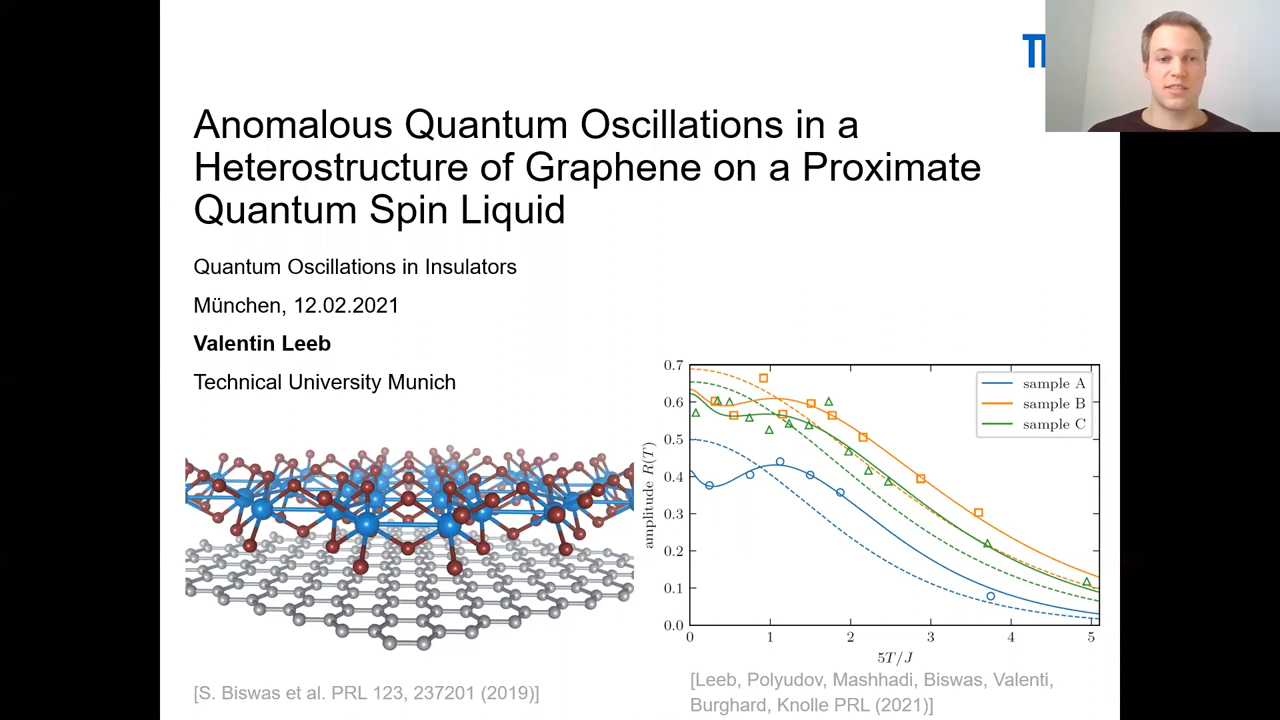 Anomalous Quantum Oscillations in a
Heterostructure of Graphene on a Proximate
Quantum Spin Liquid
Quantum Oscillations in Insulators
München, 12.02.2021
Valentin Leeb
Technical University Munich
0.7
0.6
0.5
0.4
0.3
0.2
0.1
0.0
amplitude R(T)
sample A
sample B
sample C
0 1 2 3 4 5
5T/J
[S. Biswas et al. PRL 123, 237201 (2019)]
[Leeb, Polyudov, Mashhadi, Biswas, Valenti,
Burghard, Knolle PRL (2021)]